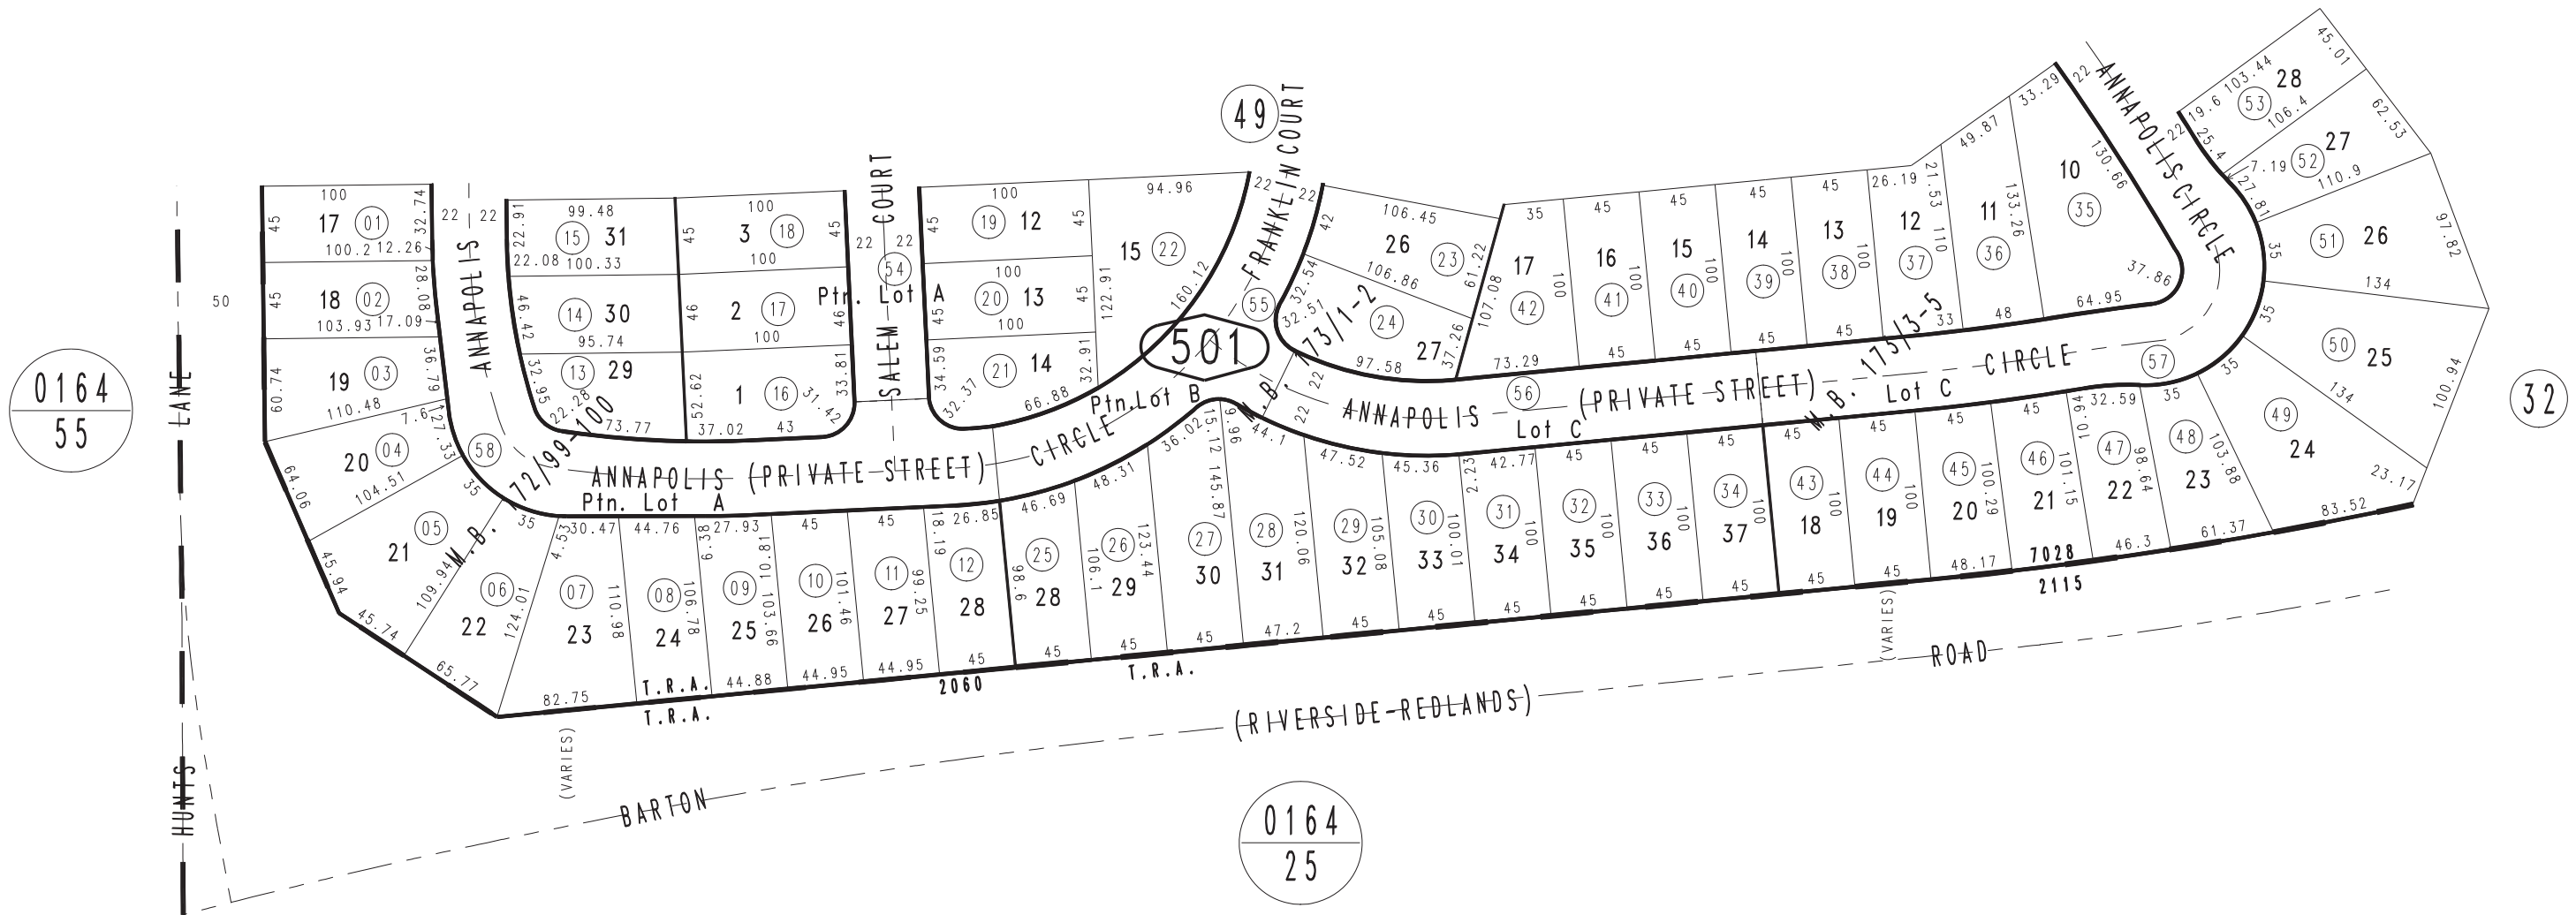 49
0164
55
32
0164
25
501
HUNTS LANE
50
ANNAPOLIS
22 22
SALEM COURT
22 22
FRANKLIN COURT
22 22
ANNAPOLIS CIRCLE
22 22
ANNAPOLIS (PRIVATE STREET) CIRCLE
Ptn. Lot A
Ptn. Lot A
Ptn. Lot B
ANNAPOLIS (PRIVATE STREET) CIRCLE
Lot C
Lot C
M.B. 172/99-100
M.B. 173/1-2
M.B. 173/3-5
22 22
54
55
56
57
58
100
45 17 01 32.74
100.2 12.26
45 18 02 28.08
103.93 17.09
60.74 19 03 36.79
110.48 7.6
64.06 20 04 27.33
104.51
45.94 21 05 35
109.94
45.74 22 06 35
65.77 124.01 4.53
99.48
22.91 15 31
22.08 100.33
46.42 14 30
95.74
32.95 13 29
22.28 73.77
100
45 3 18 45
100
46 2 17 46
100
52.62 1 16 33.81
31.42
37.02 43
100
45 19 12 45
100
45 20 13 45
100
34.59 21 14 32.91
32.37 66.88
94.96
15 22
122.91 160.12
106.45
42 26 23 61.22
32.54 106.86
32.57 24 27 37.26
97.58
107.08
35 45 45 45 45 26.19 21.53 49.87 33.29
17 16 15 14 13 12 11 10
42 41 40 39 38 37 36 35
100 100 100 100 100 110 133.26 130.66
73.29 45 45 45 45 33 48 64.95 37.86
19.6 103.44 28 45.01
53
25.4 106.4
7.19 52 27 62.53
27.81 110.9
35 51 26 97.82
134
35 50 25 100.94
134
35 49 24 23.17
83.52
30.47 44.76 27.93 45 45 26.85
07 08 09 10 11 12
23 24 25 26 27 28
110.98 106.78 6.38 103.66 101.81 101.46 99.25 18.19
82.75 44.88 44.95 44.95 45
46.69 48.31 36.02 15.12 9.96 44.1 47.52 45.36 2.23 42.77 45 45 45
25 26 27 28 29 30 31 32 33 34
28 29 30 31 32 33 34 35 36 37
98.6 106.1 123.44 145.87 120.06 105.08 100.01 100 100 100 100
45 45 45 47.2 45 45 45 45 45 45
45 45 45 45 10.94 32.59 35
43 44 45 46 47 48
18 19 20 21 22 23
100 100 100.29 101.15 98.64 103.88
45 45 48.17 46.3 61.37
T.R.A. 7028
T.R.A. 2060 T.R.A. 2115
(VARIES)
(VARIES)
BARTON (RIVERSIDE-REDLANDS) ROAD